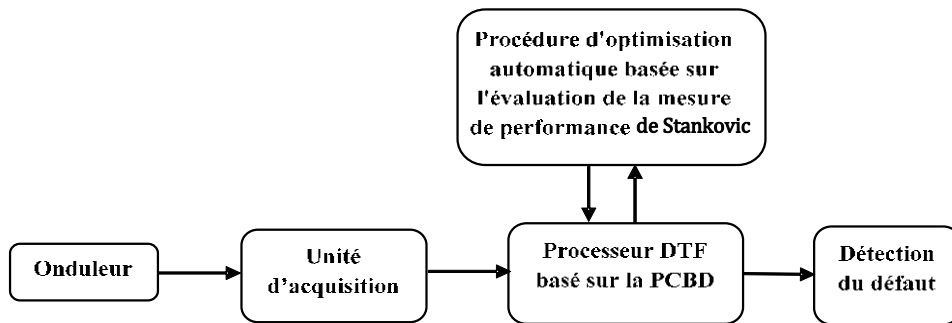 Procédure d'optimisation
automatique basée sur
l'évaluation de la mesure
de performance de Stankovic
Onduleur
Unité
d’acquisition
Processeur DTF
basé sur la PCBD
Détection
du défaut